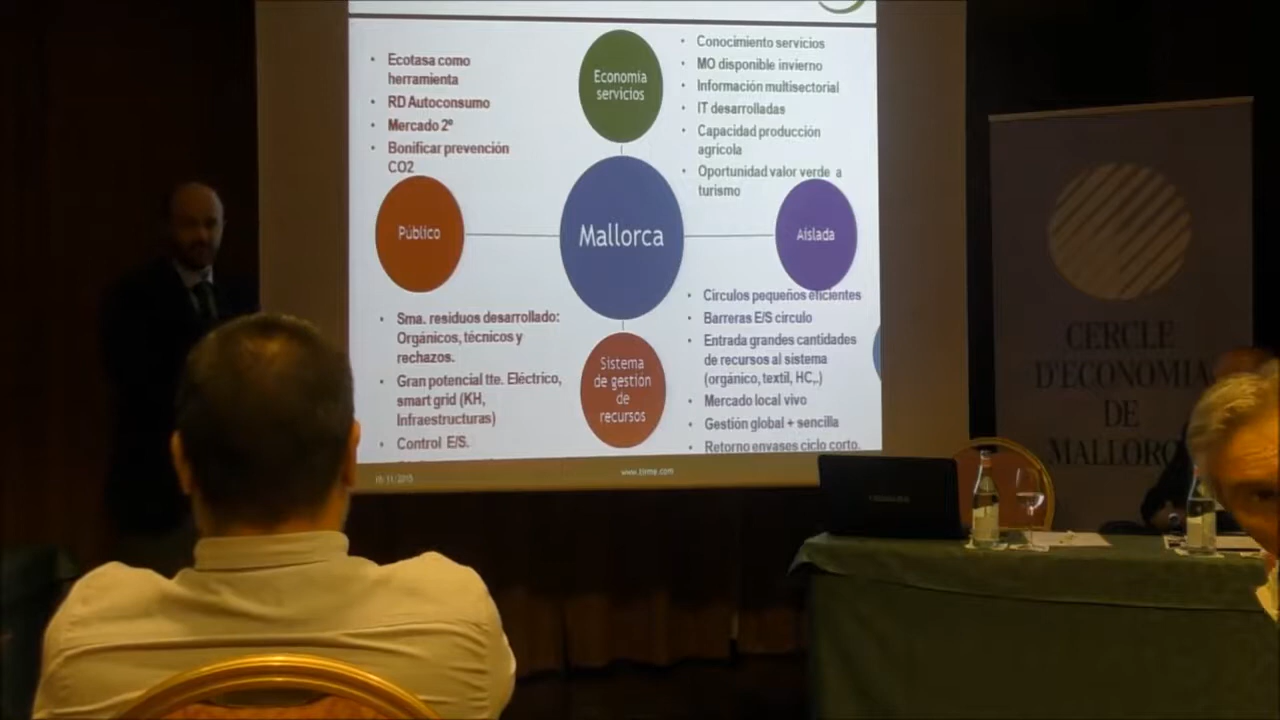 Ecotasa como
herramienta
RD Autoconsumo
Mercado 2º
Bonificar prevención
CO2
Economía
servicios
Conocimiento servicios
MO disponible invierno
Información multisectorial
IT desarrolladas
Capacidad producción
agrícola
Oportunidad valor verde a
turismo
Público
Mallorca
Aislada
Sma. residuos desarrollado:
Orgánicos, técnicos y
rechazos.
Gran potencial tte. Eléctrico,
smart grid (KH,
Infraestructuras)
Control E/S.
Sistema
de gestión
de
recursos
Círculos pequeños eficientes
Barreras E/S círculo
Entrada grandes cantidades
de recursos al sistema
(orgánico, textil, HC,.)
Mercado local vivo
Gestión global + sencilla
Retorno envases ciclo corto.
www.tirme.com
CERCLE
D'ECONOMIA
DE
MALLORC